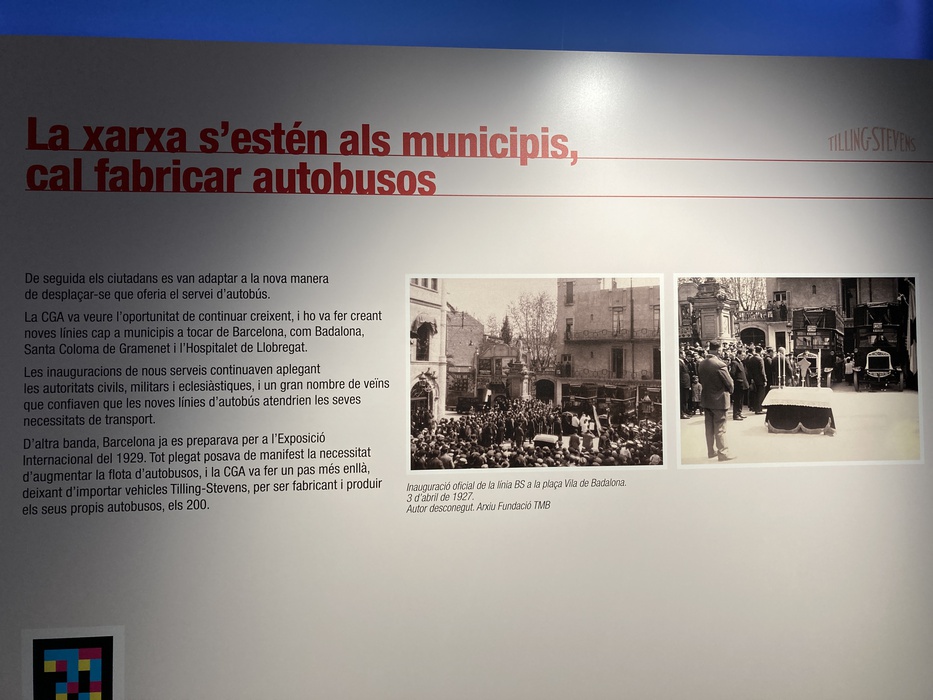 La xarxa s'estén als municipis,
cal fabricar autobusos
TILLING-STEVENS
De seguida els ciutadans es van adaptar a la nova manera
de desplaçar-se que oferia el servei d'autobús.
La CGA va veure l'oportunitat de continuar creixent, i ho va fer creant
noves línies cap a municipis a tocar de Barcelona, com Badalona,
Santa Coloma de Gramenet i l'Hospitalet de Llobregat.
Les inauguracions de nous serveis continuaven aplegant
les autoritats civils, militars i eclesiàstiques, i un gran nombre de veïns
que confiaven que les noves línies d'autobús atendrien les seves
necessitats de transport.
D'altra banda, Barcelona ja es preparava per a l'Exposició
Internacional del 1929. Tot plegat posava de manifest la necessitat
d'augmentar la flota d'autobusos, i la CGA va fer un pas més enllà,
deixant d'importar vehicles Tilling-Stevens, per ser fabricant i produir
els seus propis autobusos, els 200.
Inauguració oficial de la línia BS a la plaça Vila de Badalona.
3 d'abril de 1927.
Autor desconegut. Arxiu Fundació TMB